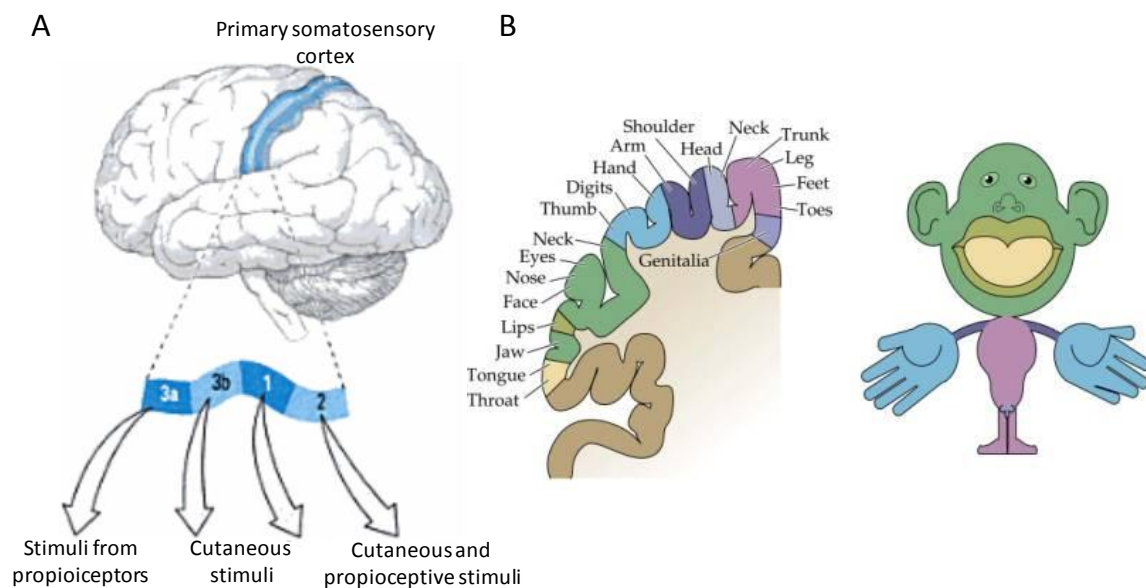 A
Primary somatosensory
cortex
3a
3b
1
2
Stimuli from
propioiceptors
Cutaneous
stimuli
Cutaneous and
propioceptive stimuli
B
Shoulder
Arm
Hand
Digits
Thumb
Neck
Eyes
Nose
Face
Lips
Jaw
Tongue
Throat
Head
Neck
Trunk
Leg
Feet
Toes
Genitalia